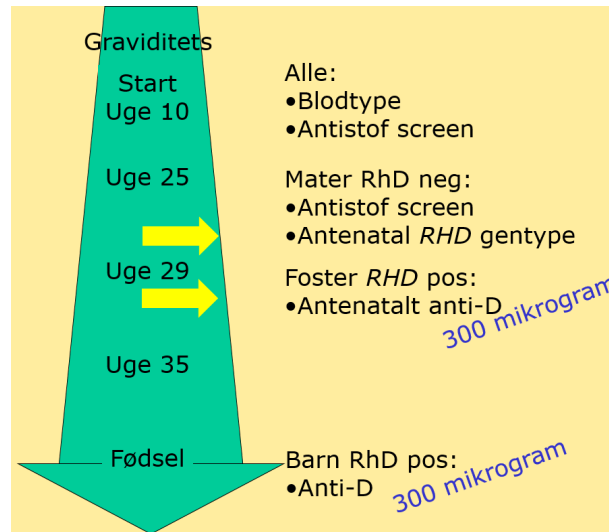 Graviditets
Start
Uge 10
Alle:
•Blodtype
•Antistof screen
Uge 25
Mater RhD neg:
•Antistof screen
•Antenatal RHD gentype
Uge 29
Foster RHD pos:
•Antenatalt anti-D
300 mikrogram
Uge 35
Fødsel
Barn RhD pos:
•Anti-D
300 mikrogram